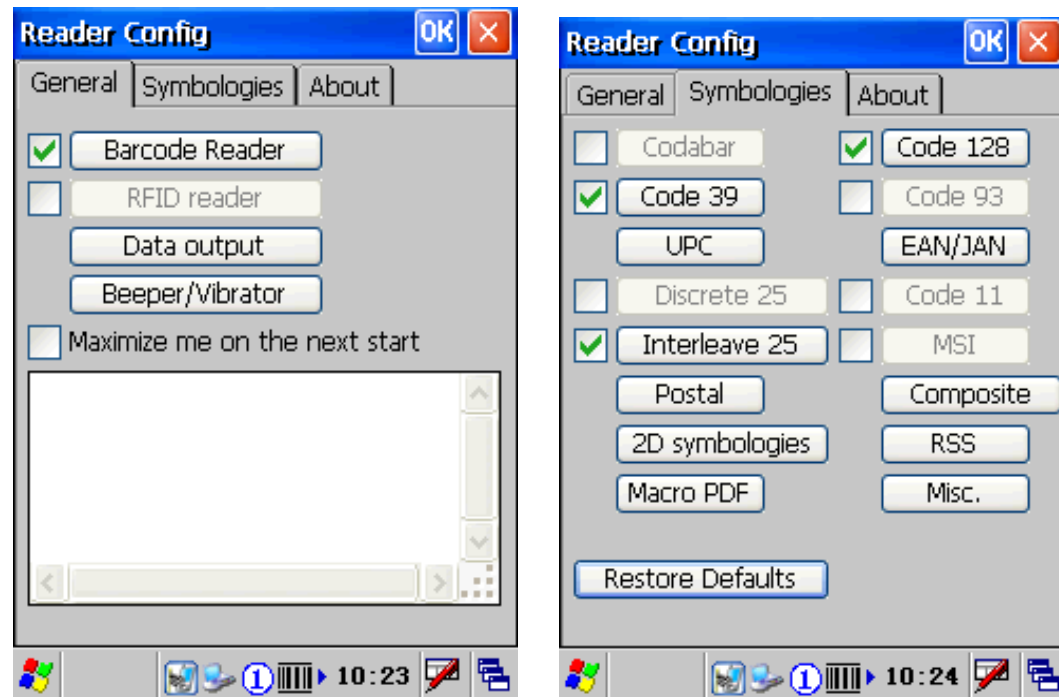 Reader Config OK
General Symbologies About
Barcode Reader
RFID reader
Data output
Beeper/Vibrator
Maximize me on the next start
1 10:23
Reader Config OK
General Symbologies About
Codabar Code 128
Code 39 Code 93
UPC EAN/JAN
Discrete 25 Code 11
Interleave 25 MSI
Postal Composite
2D symbologies RSS
Macro PDF Misc.
Restore Defaults
1 10:24